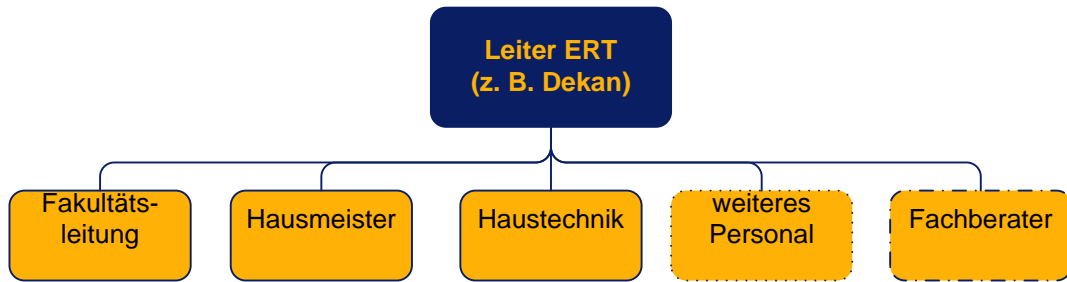 Leiter ERT
(z. B. Dekan)
Fakultäts-
leitung
Hausmeister
Haustechnik
weiteres
Personal
Fachberater